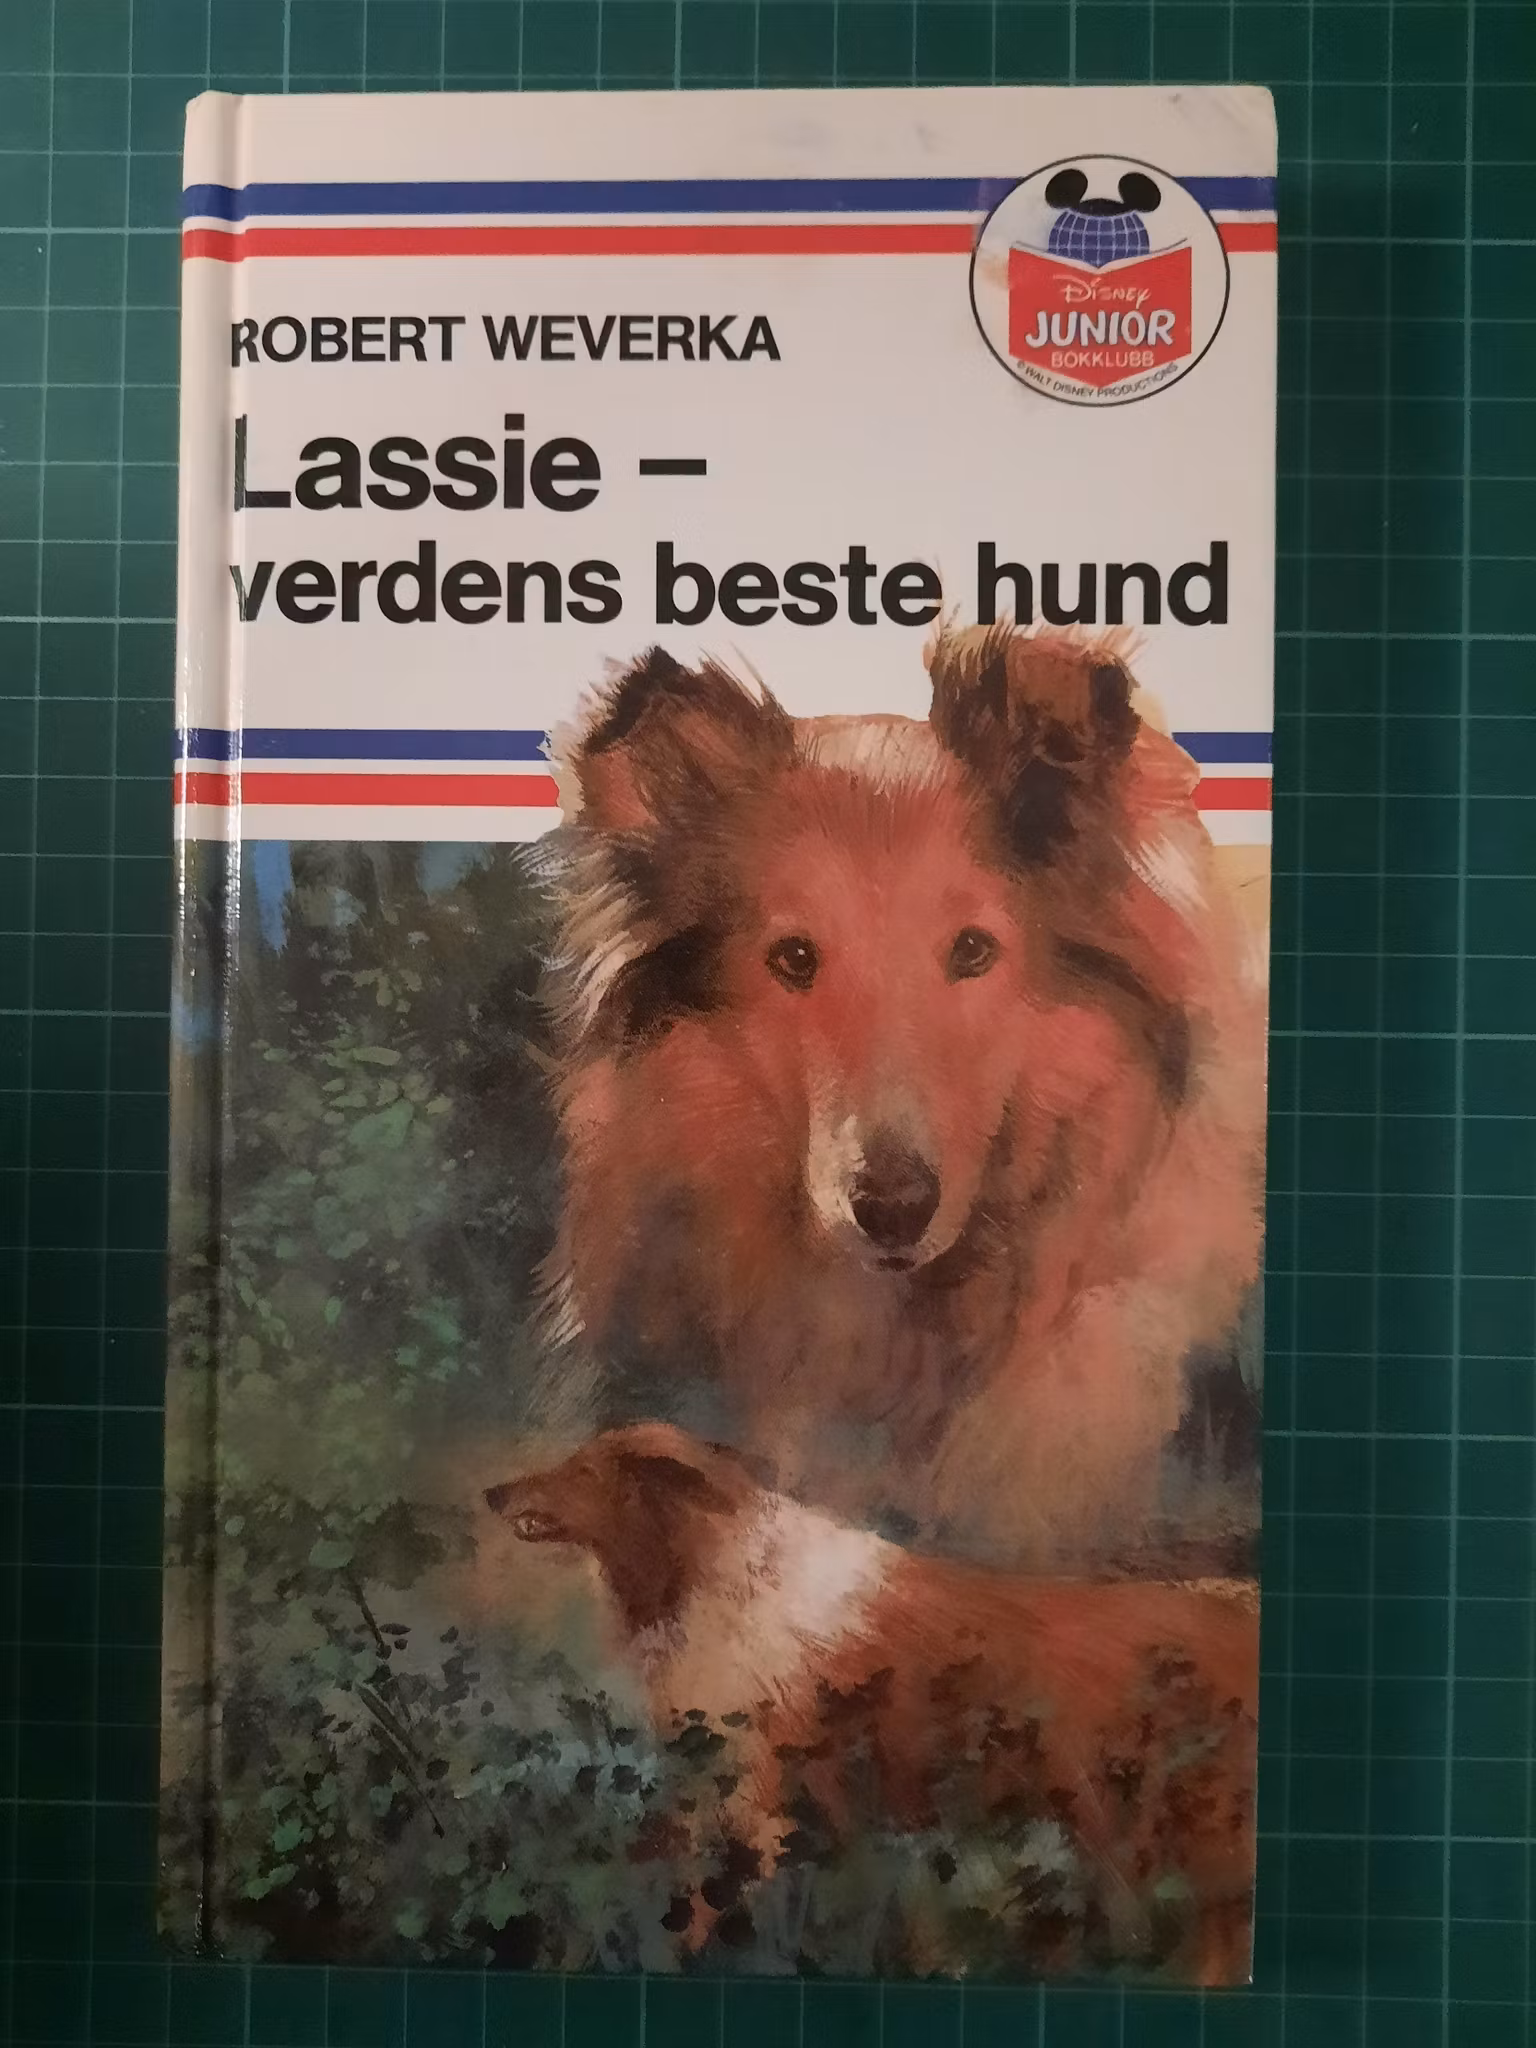 ROBERT WEVERKA
Lassie –
verdens beste hund
Disney
JUNIOR
BOKKLUBB
© WALT DISNEY PRODUCTIONS